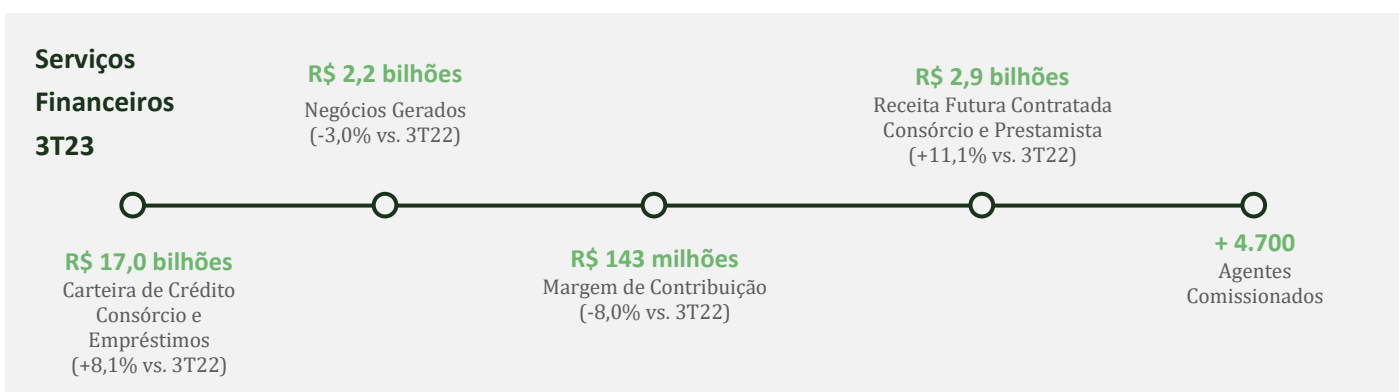 Serviços
Financeiros
3T23
R$ 2,2 bilhões
Negócios Gerados
(-3,0% vs. 3T22)
R$ 2,9 bilhões
Receita Futura Contratada
Consórcio e Prestamista
(+11,1% vs. 3T22)
R$ 17,0 bilhões
Carteira de Crédito
Consórcio e
Empréstimos
(+8,1% vs. 3T22)
R$ 143 milhões
Margem de Contribuição
(-8,0% vs. 3T22)
+ 4.700
Agentes
Comissionados